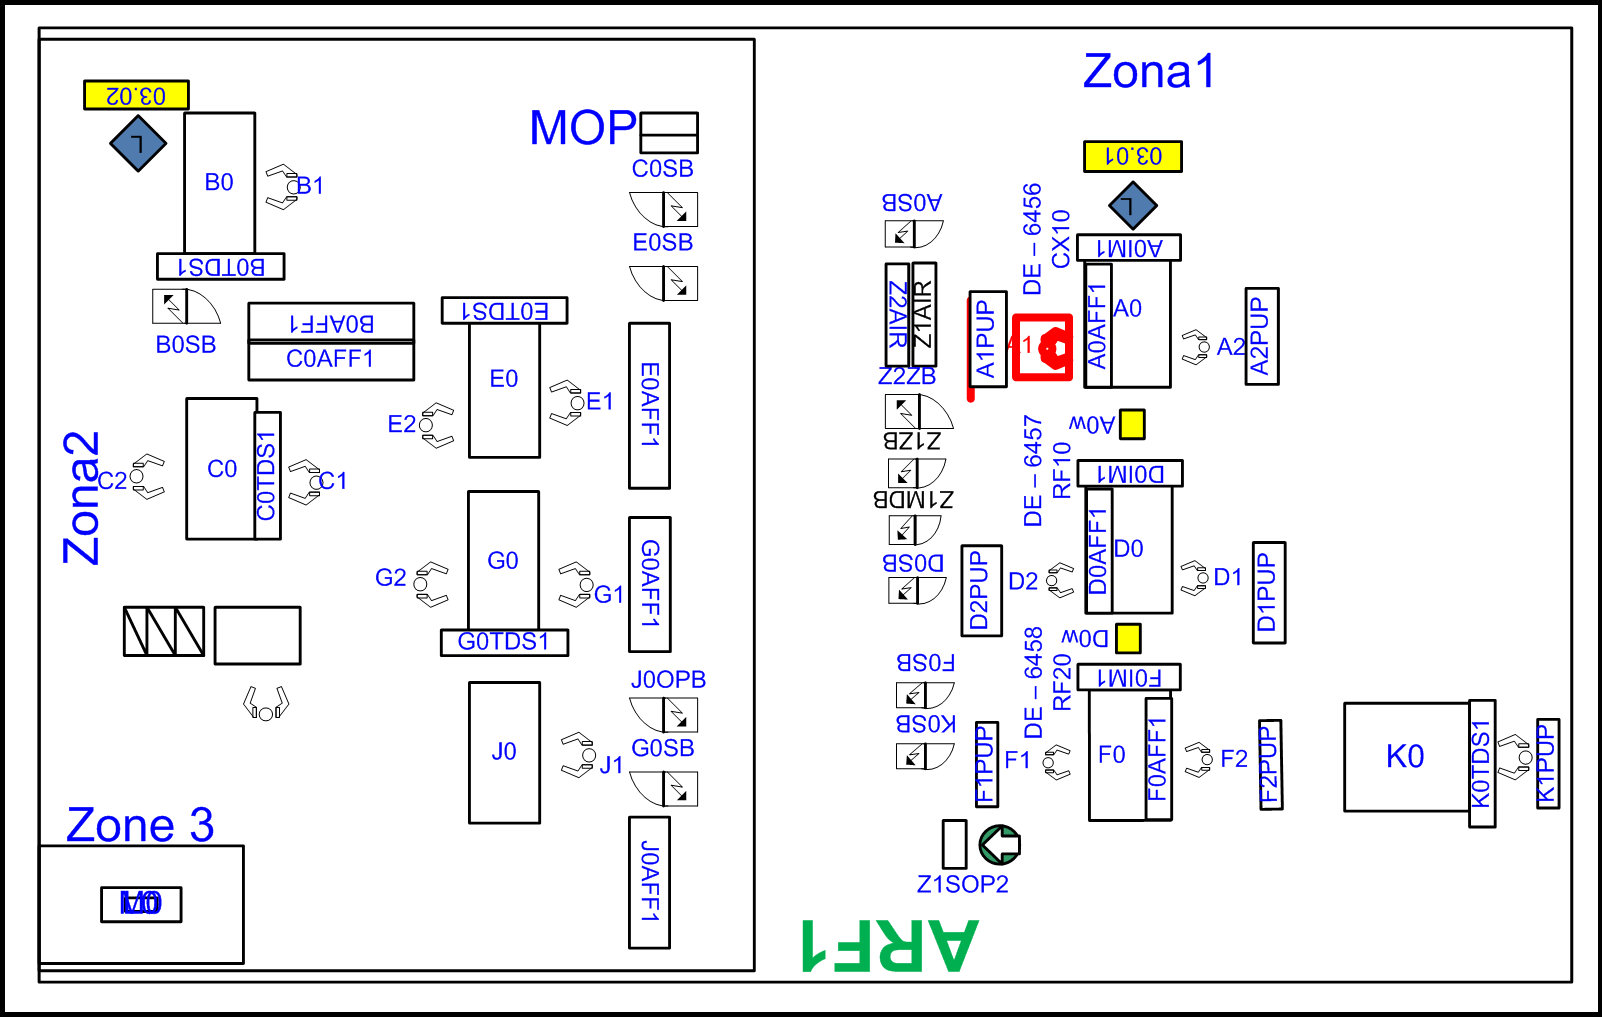 Zona1
03.02
L
B0
B1
B0TDS1
B0SB
B0AFF1
C0AFF1
MOP
C0SB
E0SB
E0TDS1
E0
E1
E2
E0AFF1
Zona2
C2
C0
C0TDS1
C1
G2
G0
G1
G0TDS1
G0AFF1
J0OPB
G0SB
J0
J1
J0AFF1
Zone 3
03.01
L
A0SB
DE – 6456
CX10
A0IM1
Z2AIR
Z1AIR
A1PUP
A1
A0AFF1
A0
A2
A2PUP
Z2ZB
Z1ZB
Z1MDB
D0SB
A0w
DE – 6457
RF10
D0IM1
D2PUP
D2
D0AFF1
D0
D1
D1PUP
D0w
F0SB
K0SB
DE – 6458
RF20
F0IM1
F1PUP
F1
F0
F0AFF1
F2
F2PUP
K0
K0TDS1
K1PUP
Z1SOP2
ARF1